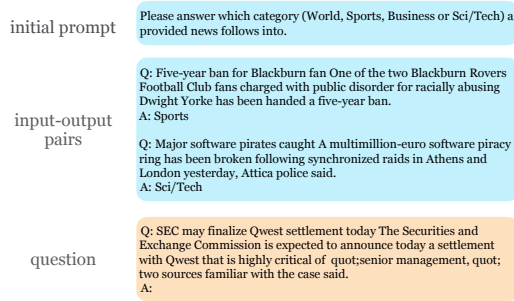 initial prompt
Please answer which category (World, Sports, Business or Sci/Tech) a
provided news follows into.
input-output
pairs
Q: Five-year ban for Blackburn fan One of the two Blackburn Rovers
Football Club fans charged with public disorder for racially abusing
Dwight Yorke has been handed a five-year ban.
A: Sports
Q: Major software pirates caught A multimillion-euro software piracy
ring has been broken following synchronized raids in Athens and
London yesterday, Attica police said.
A: Sci/Tech
question
Q: SEC may finalize Qwest settlement today The Securities and
Exchange Commission is expected to announce today a settlement
with Qwest that is highly critical of  quot;senior management, quot;
two sources familiar with the case said.
A: